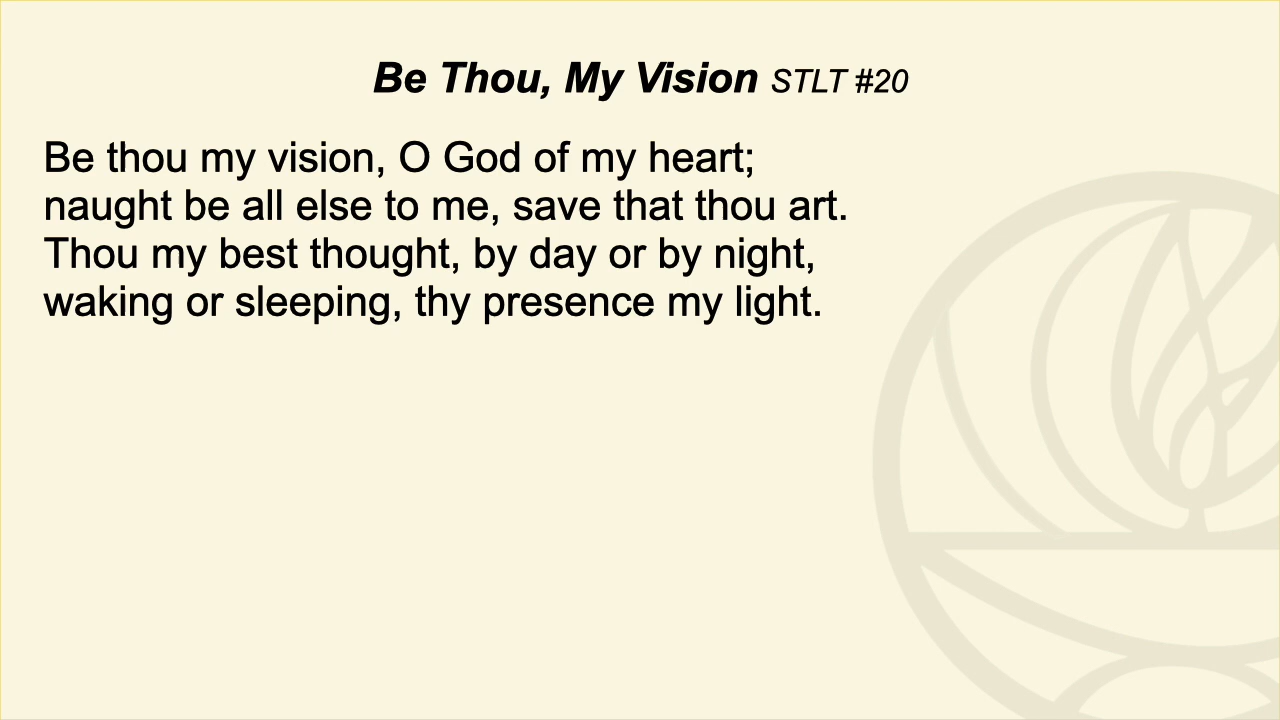 Be Thou, My Vision STLT #20
Be thou my vision, O God of my heart;
naught be all else to me, save that thou art.
Thou my best thought, by day or by night,
waking or sleeping, thy presence my light.